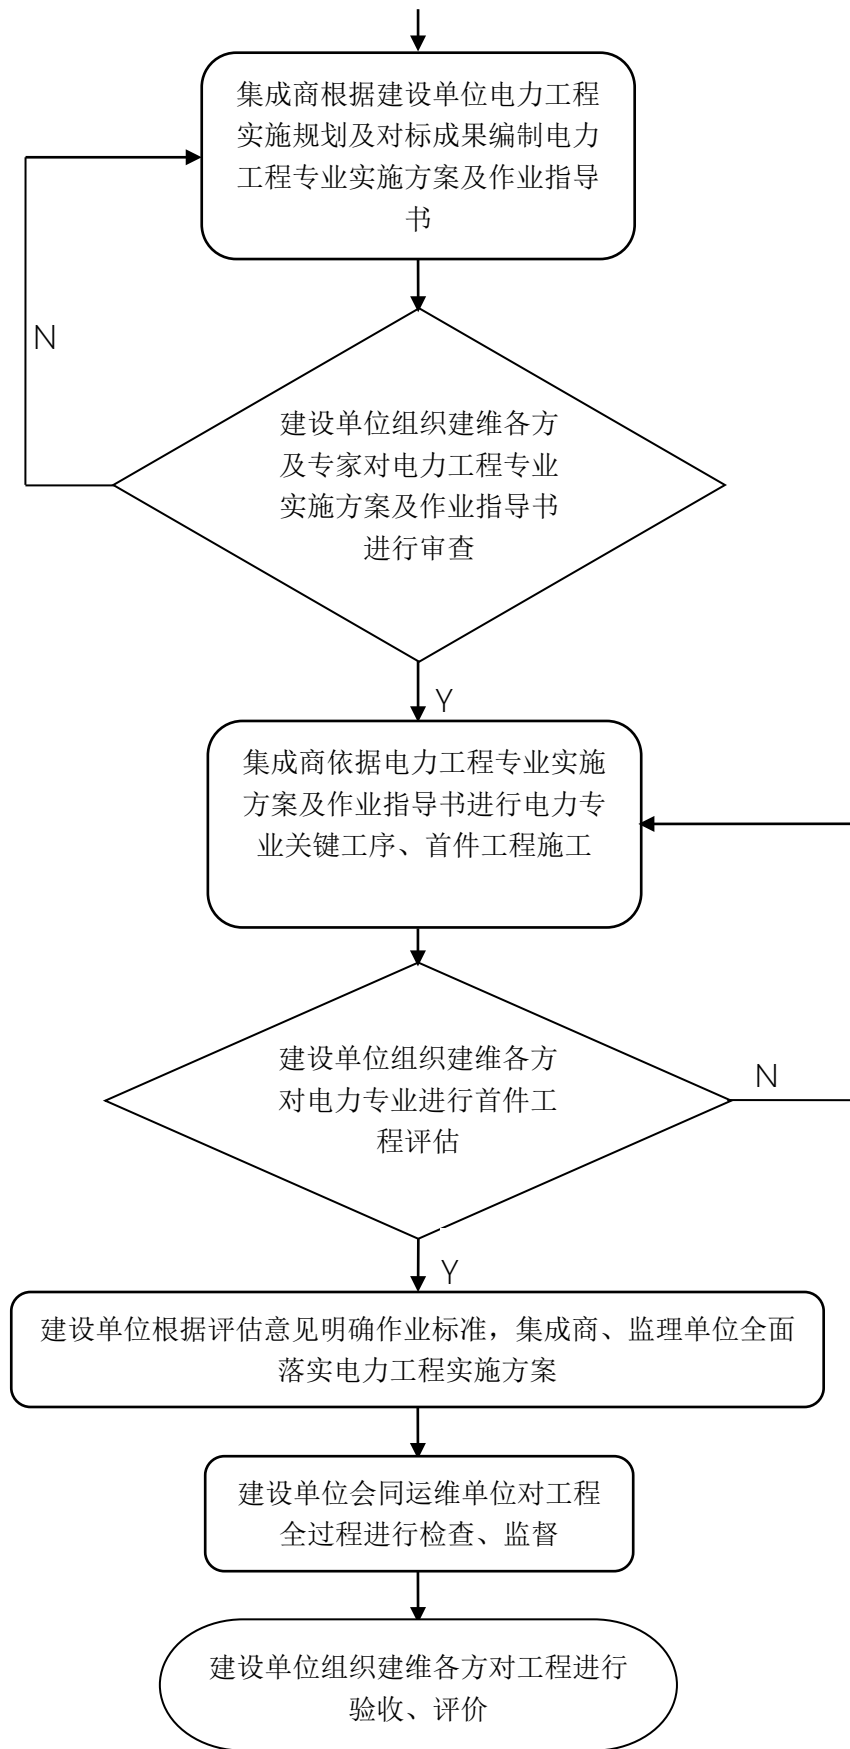 集成商根据建设单位电力工程
实施规划及对标成果编制电力
工程专业实施方案及作业指导
书
N
建设单位组织建维各方
及专家对电力工程专业
实施方案及作业指导书
进行审查
Y
集成商依据电力工程专业实施
方案及作业指导书进行电力专
业关键工序、首件工程施工
建设单位组织建维各方
对电力专业进行首件工
程评估
N
Y
建设单位根据评估意见明确作业标准，集成商、监理单位全面
落实电力工程实施方案
建设单位会同运维单位对工程
全过程进行检查、监督
建设单位组织建维各方对工程进行
验收、评价